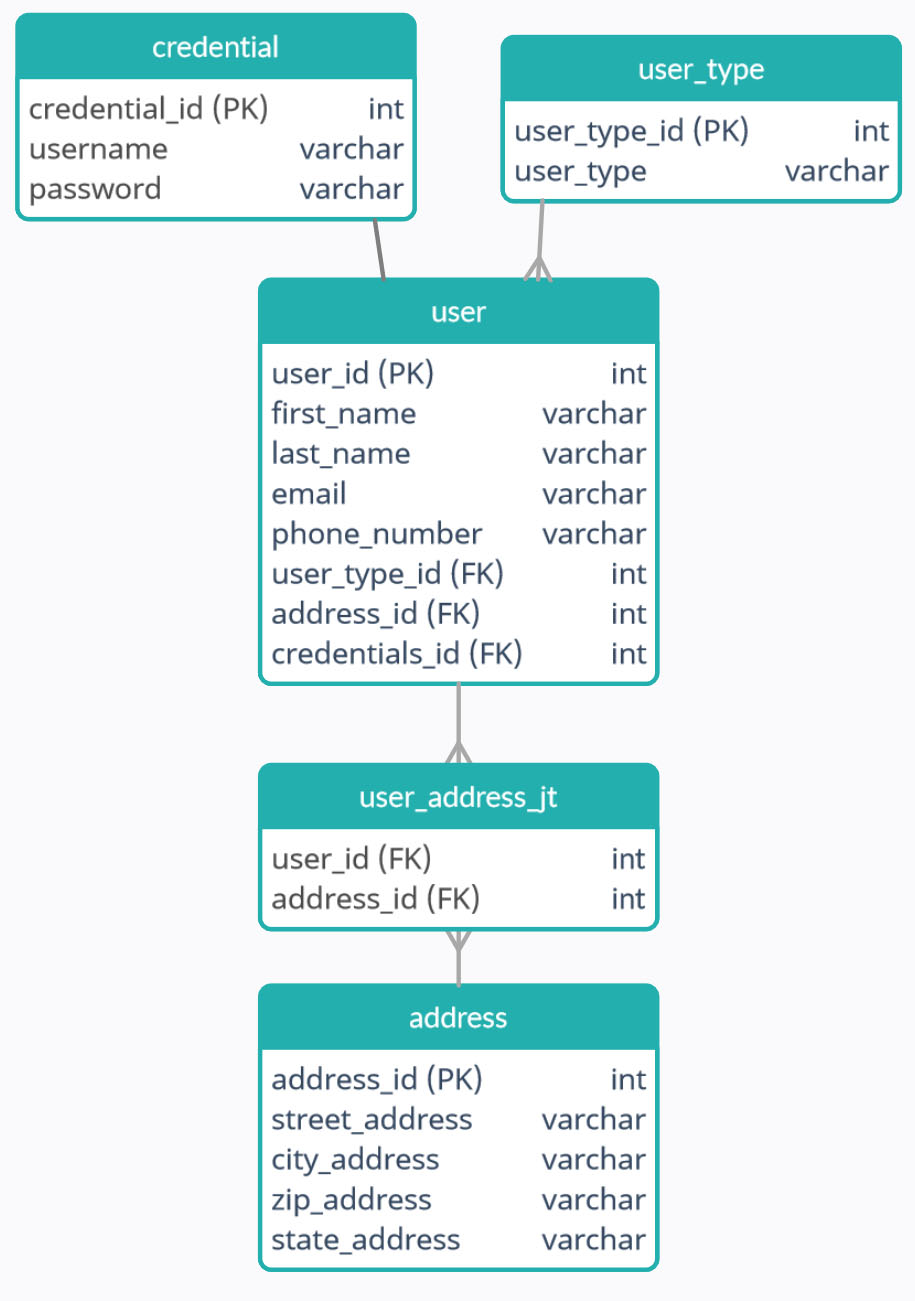 credential
credential_id (PK) int
username varchar
password varchar
user_type
user_type_id (PK) int
user_type varchar
user
user_id (PK) int
first_name varchar
last_name varchar
email varchar
phone_number varchar
user_type_id (FK) int
address_id (FK) int
credentials_id (FK) int
user_address_jt
user_id (FK) int
address_id (FK) int
address
address_id (PK) int
street_address varchar
city_address varchar
zip_address varchar
state_address varchar